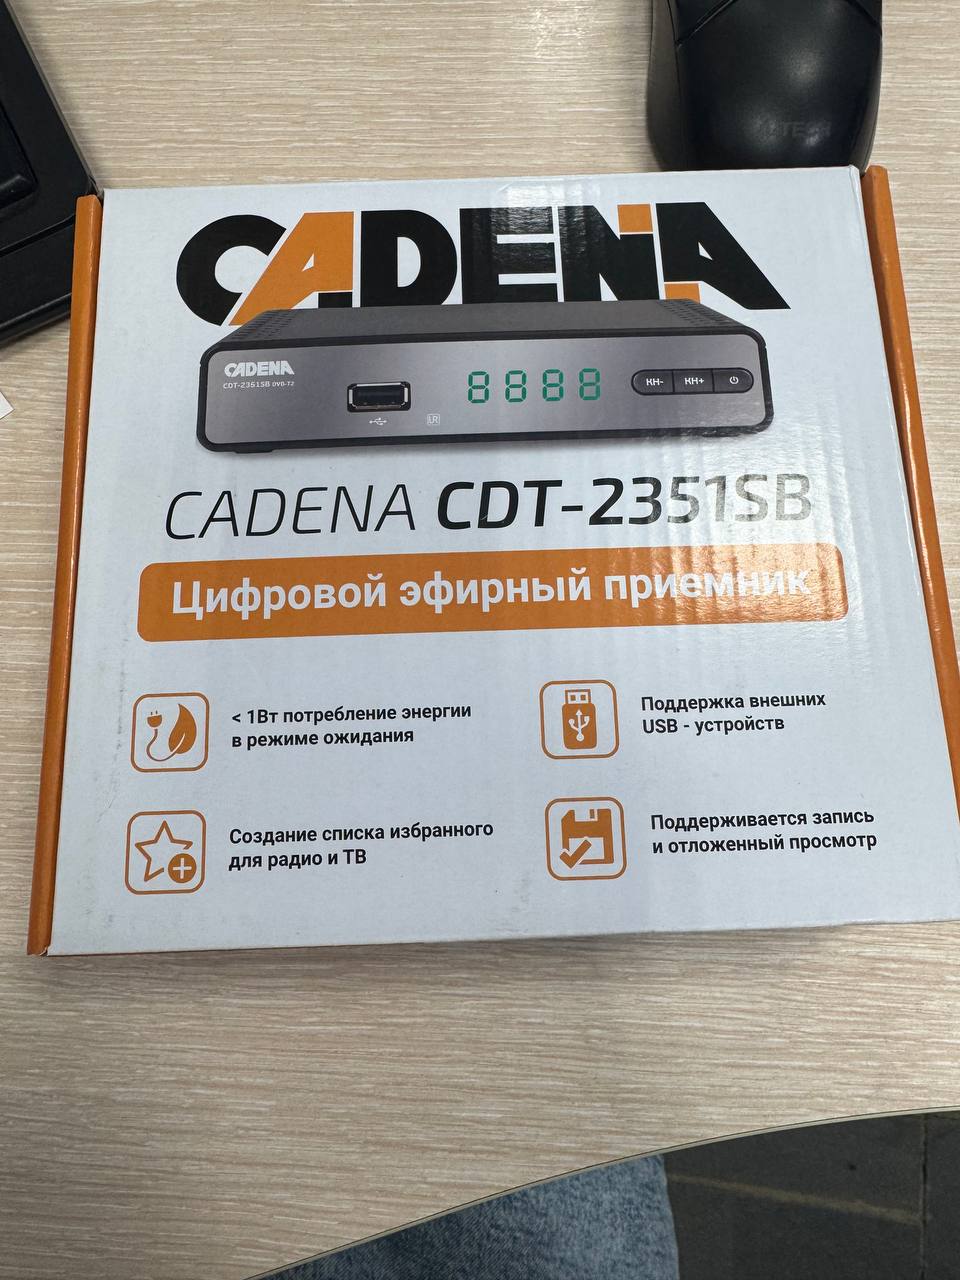 CADENA
CADENA
CDT-2351SB DVB-T2
8888
КН-
КН+
IR
CADENA CDT-2351SB
Цифровой эфирный приемник
< 1Вт потребление энергии
в режиме ожидания
Поддержка внешних
USB - устройств
Создание списка избранного
для радио и ТВ
Поддерживается запись
и отложенный просмотр